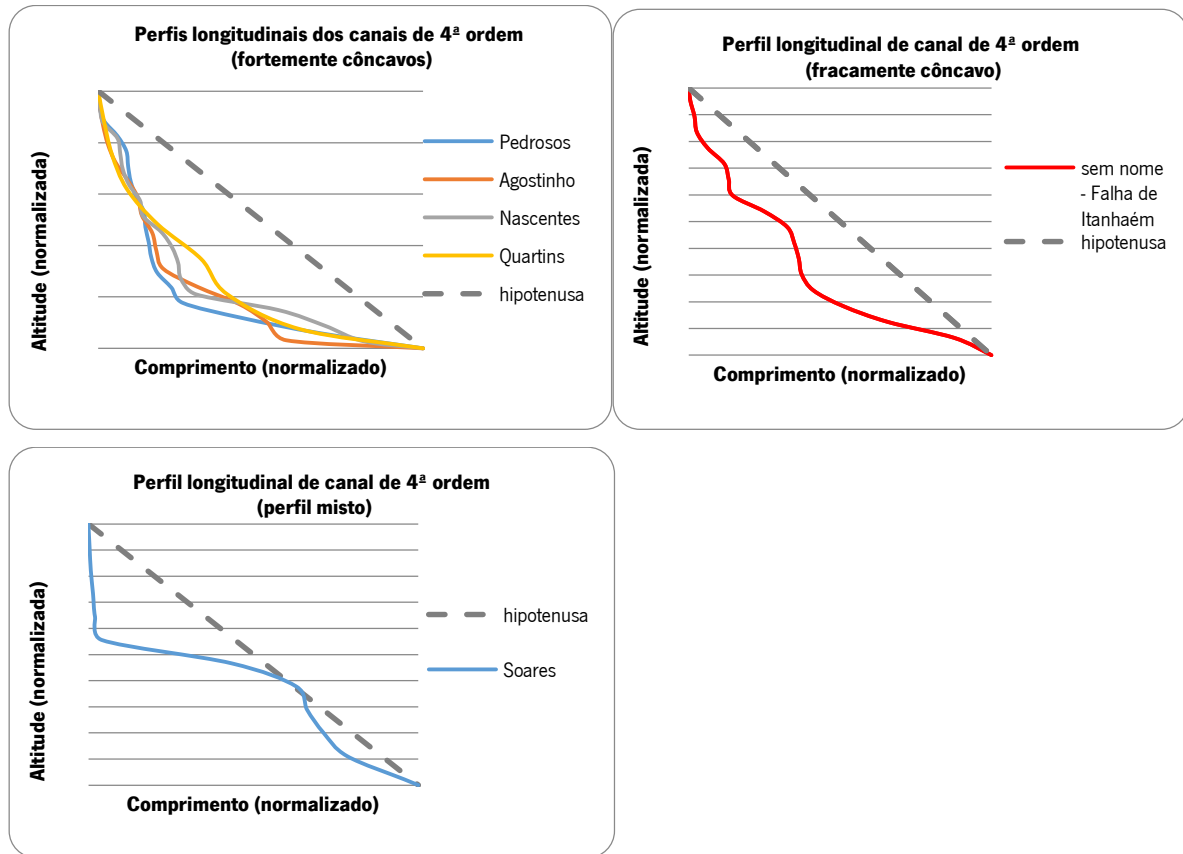 Perfis longitudinais dos canais de 4ª ordem
(fortemente côncavos)
Altitude (normalizada)
Pedrosos
Agostinho
Nascentes
Quartins
hipotenusa
Comprimento (normalizado)
Perfil longitudinal de canal de 4ª ordem
(fracamente côncavo)
Altitude (normalizada)
sem nome
- Falha de
Itanhaém
hipotenusa
Comprimento (normalizado)
Perfil longitudinal de canal de 4ª ordem
(perfil misto)
Altitude (normalizada)
hipotenusa
Soares
Comprimento (normalizado)